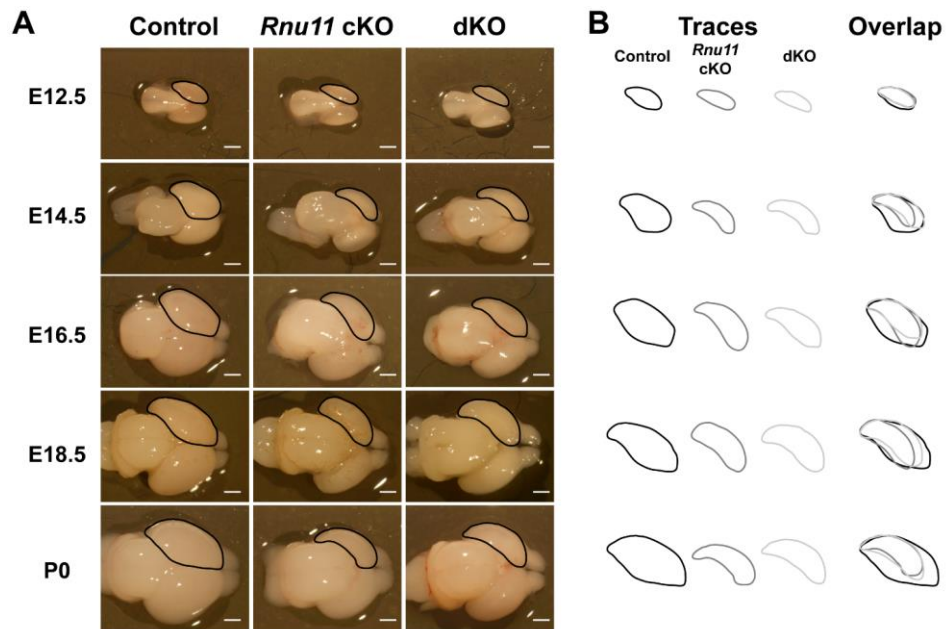 A
Control
Rnu11 cKO
dKO
B
Traces
Overlap
Control
Rnu11
cKO
dKO
E12.5
E14.5
E16.5
E18.5
P0